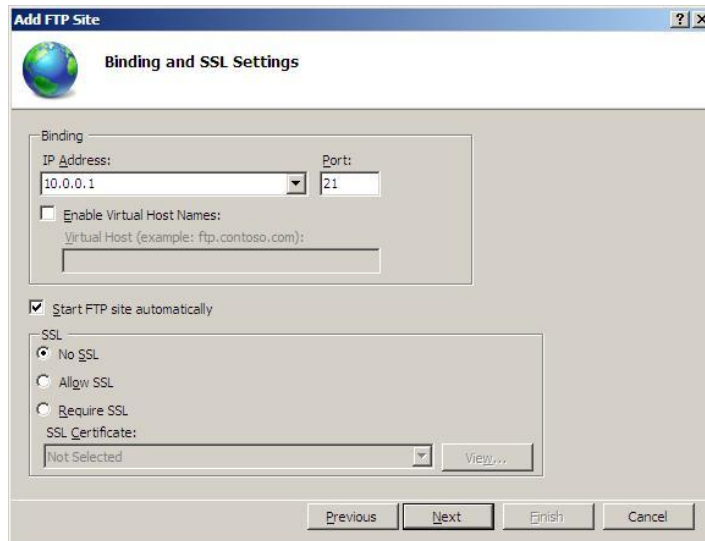 Add FTP Site
Binding and SSL Settings
Binding
IP Address: Port:
10.0.0.1 21
Enable Virtual Host Names:
Virtual Host (example: ftp.contoso.com):
Start FTP site automatically
SSL
No SSL
Allow SSL
Require SSL
SSL Certificate:
Not Selected View...
Previous Next Finish Cancel